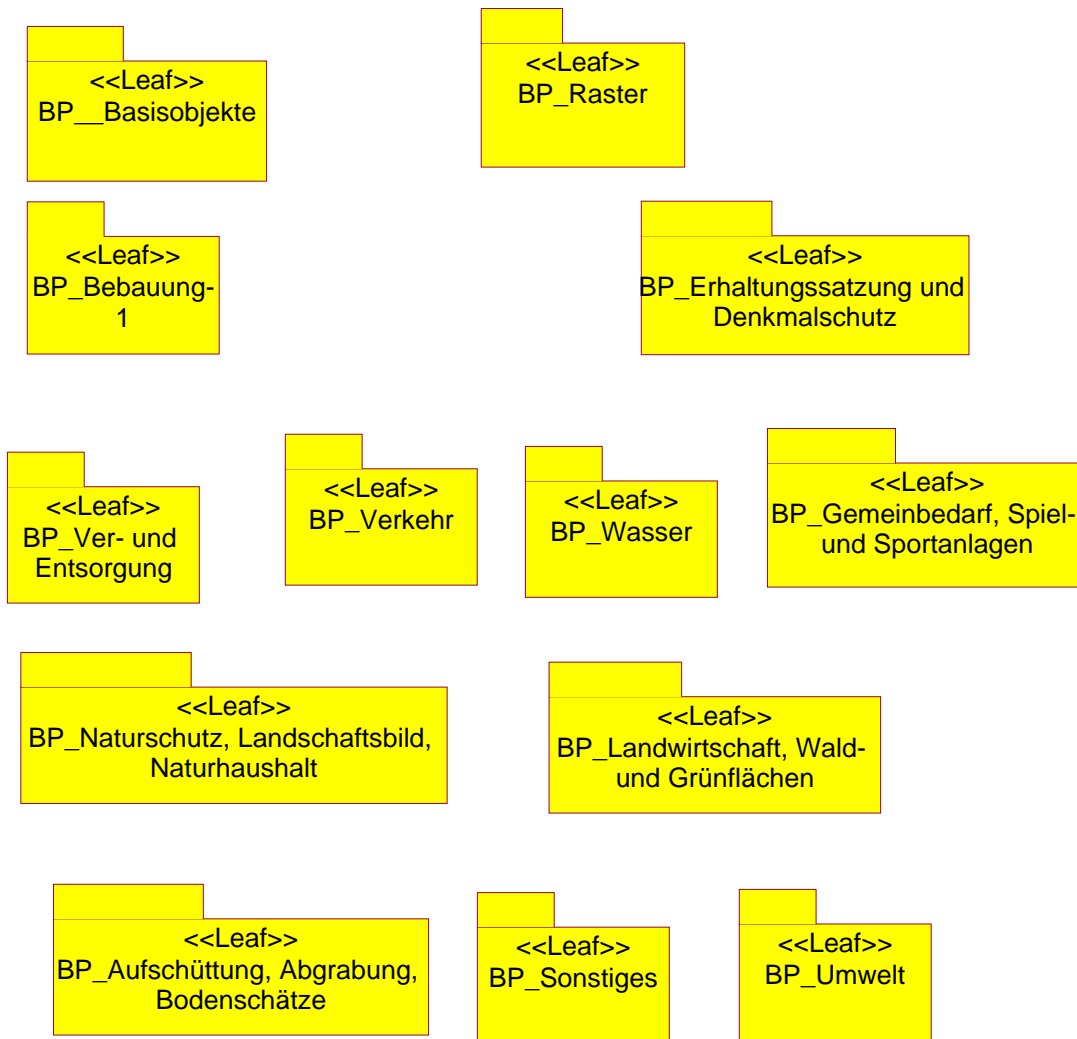 <<Leaf>>
BP__Basisobjekte
<<Leaf>>
BP_Raster
<<Leaf>>
BP_Bebauung-
1
<<Leaf>>
BP_Erhaltungssatzung und
Denkmalschutz
<<Leaf>>
BP_Ver- und
Entsorgung
<<Leaf>>
BP_Verkehr
<<Leaf>>
BP_Wasser
<<Leaf>>
BP_Gemeinbedarf, Spiel-
und Sportanlagen
<<Leaf>>
BP_Naturschutz, Landschaftsbild,
Naturhaushalt
<<Leaf>>
BP_Landwirtschaft, Wald-
und Grünflächen
<<Leaf>>
BP_Aufschüttung, Abgrabung,
Bodenschätze
<<Leaf>>
BP_Sonstiges
<<Leaf>>
BP_Umwelt